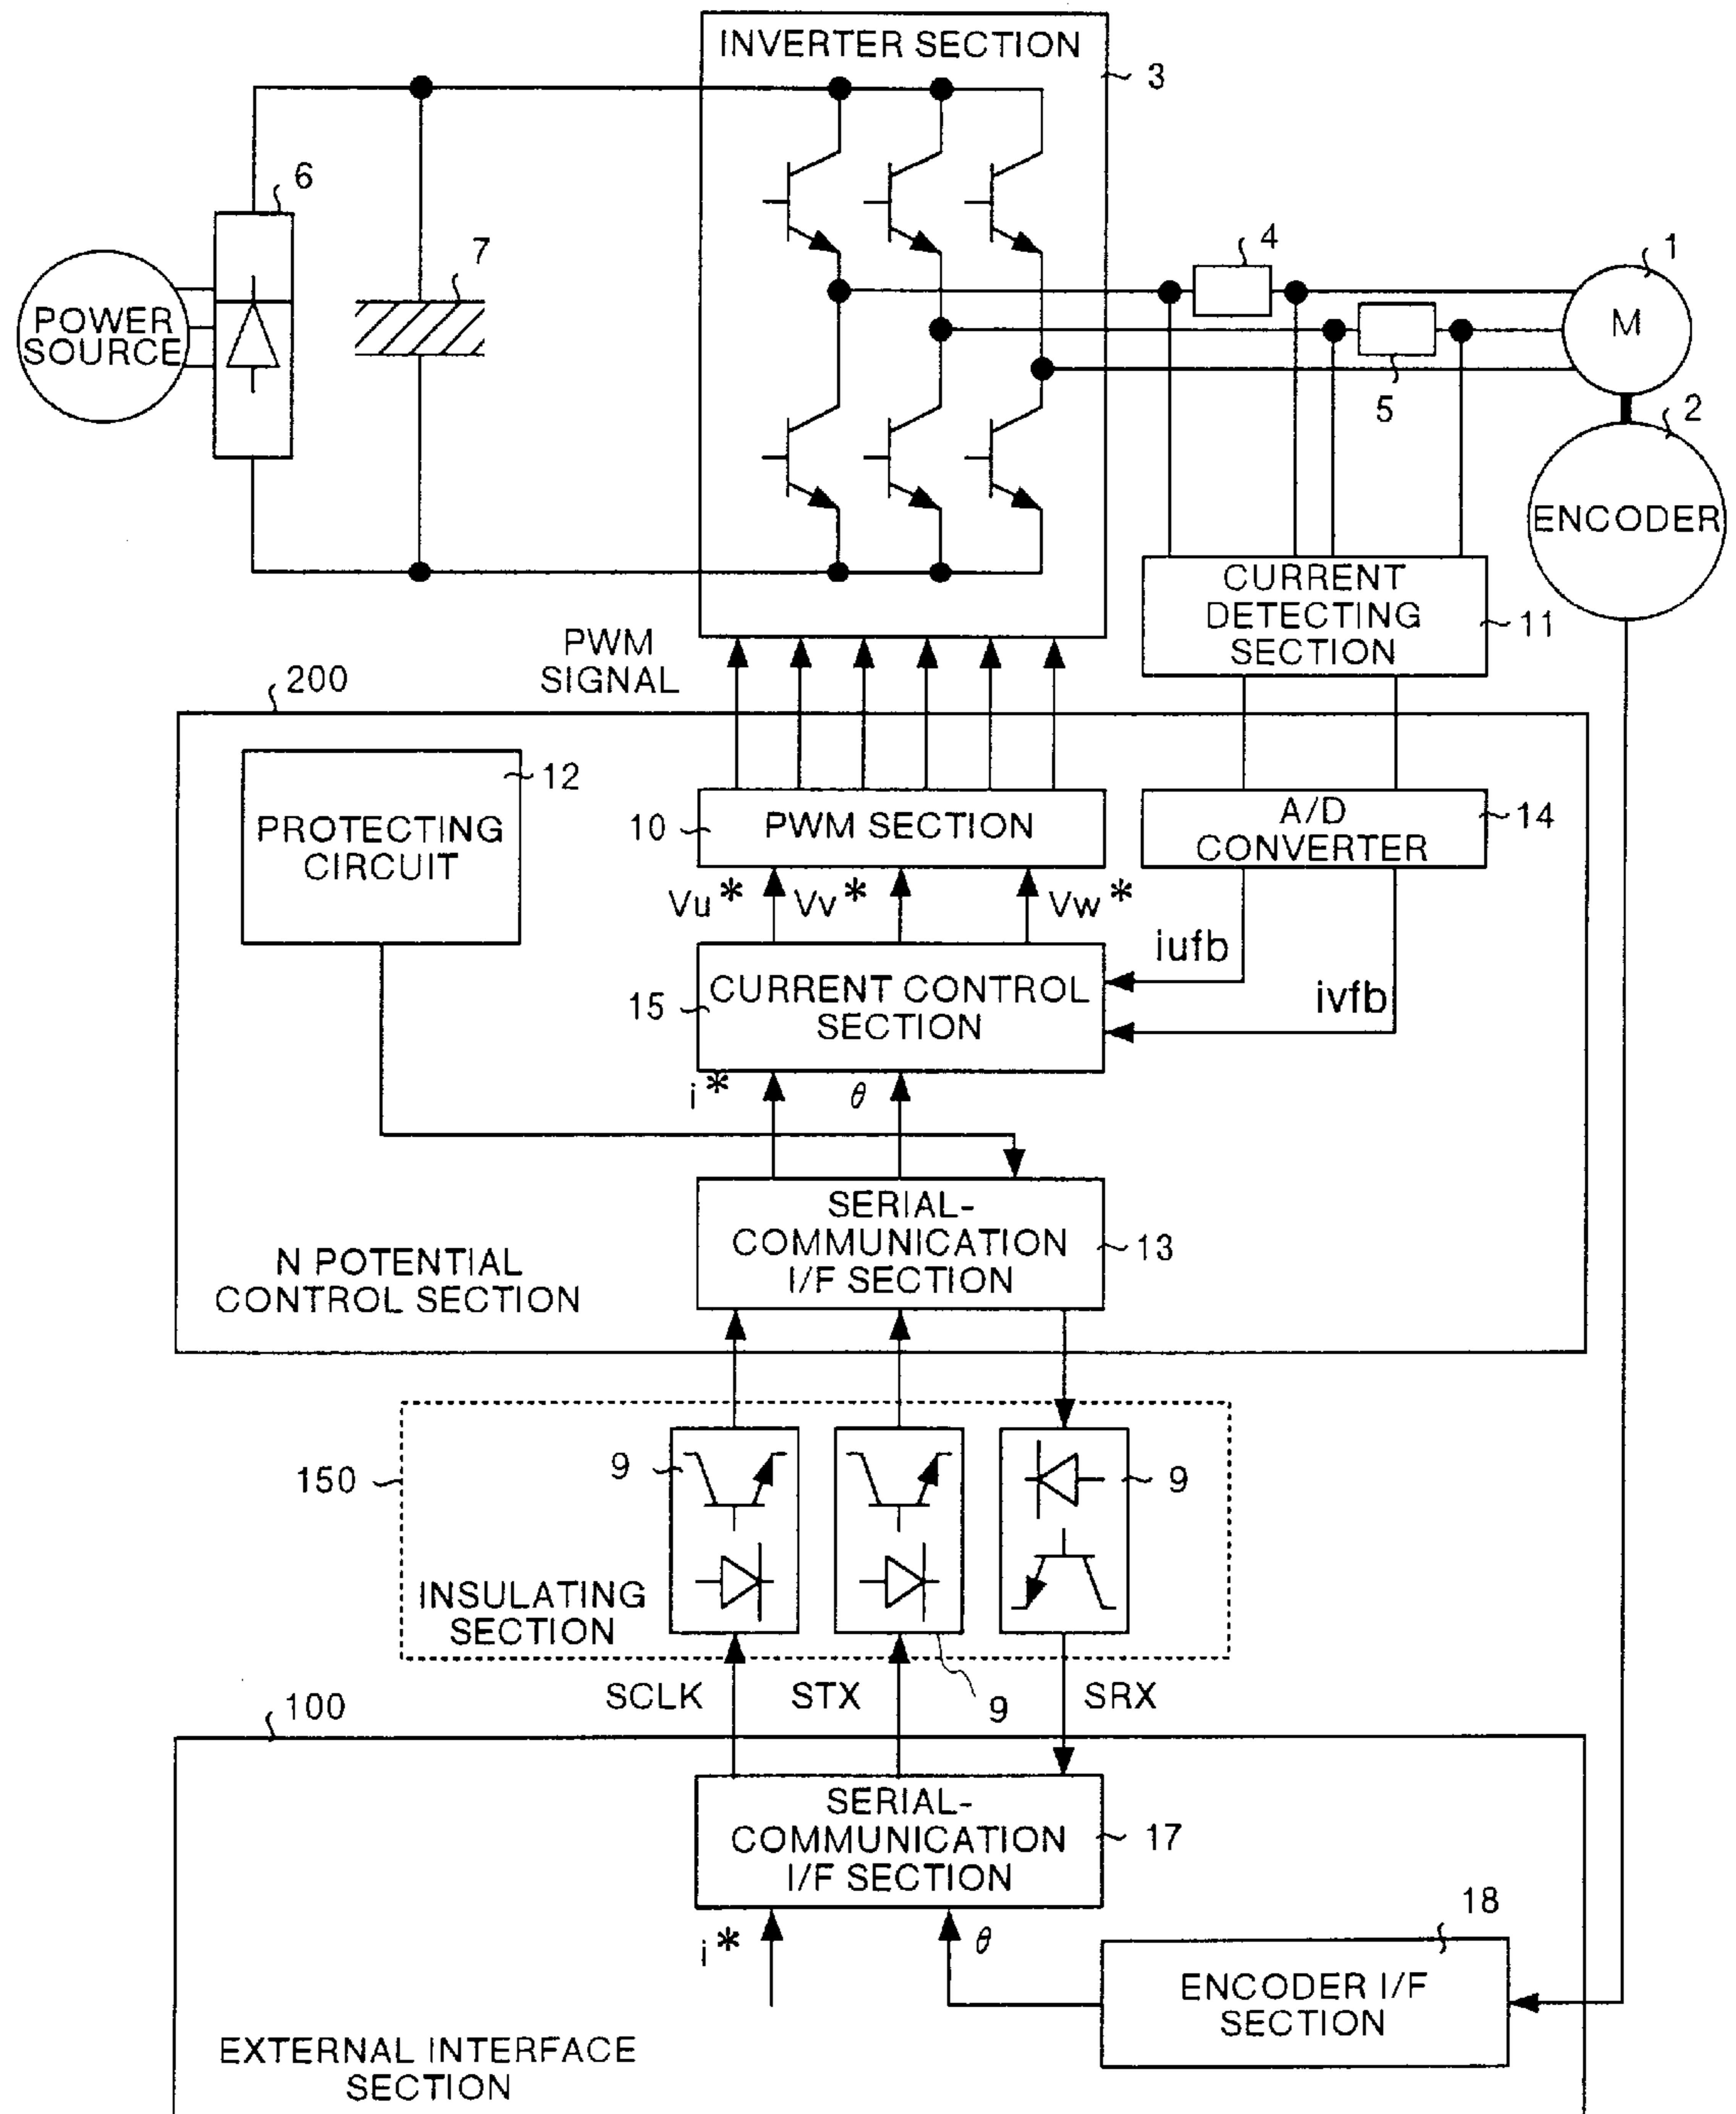 INVERTER SECTION
3
6
7
POWER
SOURCE
4
1
M
5
2
ENCODER
CURRENT
DETECTING
SECTION
11
PWM
SIGNAL
200
12
PROTECTING
CIRCUIT
10
PWM SECTION
A/D
CONVERTER
14
Vu*
Vv*
Vw*
iufb
ivfb
15
CURRENT CONTROL
SECTION
i*
θ
SERIAL-
COMMUNICATION
I/F SECTION
13
N POTENTIAL
CONTROL SECTION
150
9
9
INSULATING
SECTION
9
SCLK
STX
SRX
100
SERIAL-
COMMUNICATION
I/F SECTION
17
i*
θ
18
ENCODER I/F
SECTION
EXTERNAL INTERFACE
SECTION